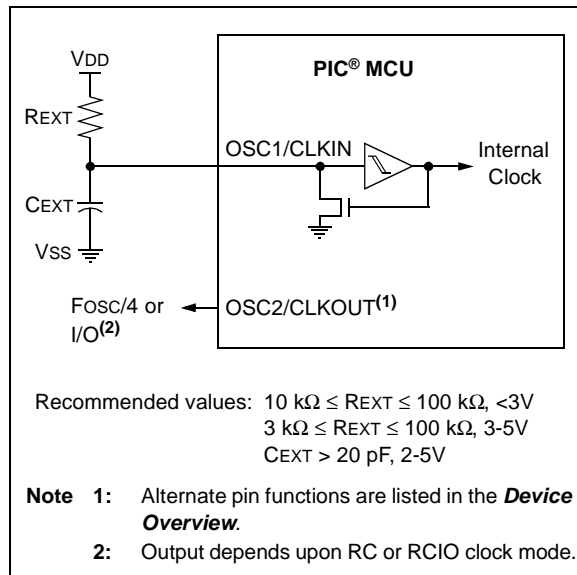 VDD
PIC® MCU
REXT
OSC1/CLKIN
Internal
Clock
CEXT
VSS
FOSC/4 or
I/O(2)
OSC2/CLKOUT(1)
Recommended values: 10 kΩ ≤ REXT ≤ 100 kΩ, <3V
3 kΩ ≤ REXT ≤ 100 kΩ, 3-5V
CEXT > 20 pF, 2-5V
Note 1: Alternate pin functions are listed in the Device
Overview.
2: Output depends upon RC or RCIO clock mode.